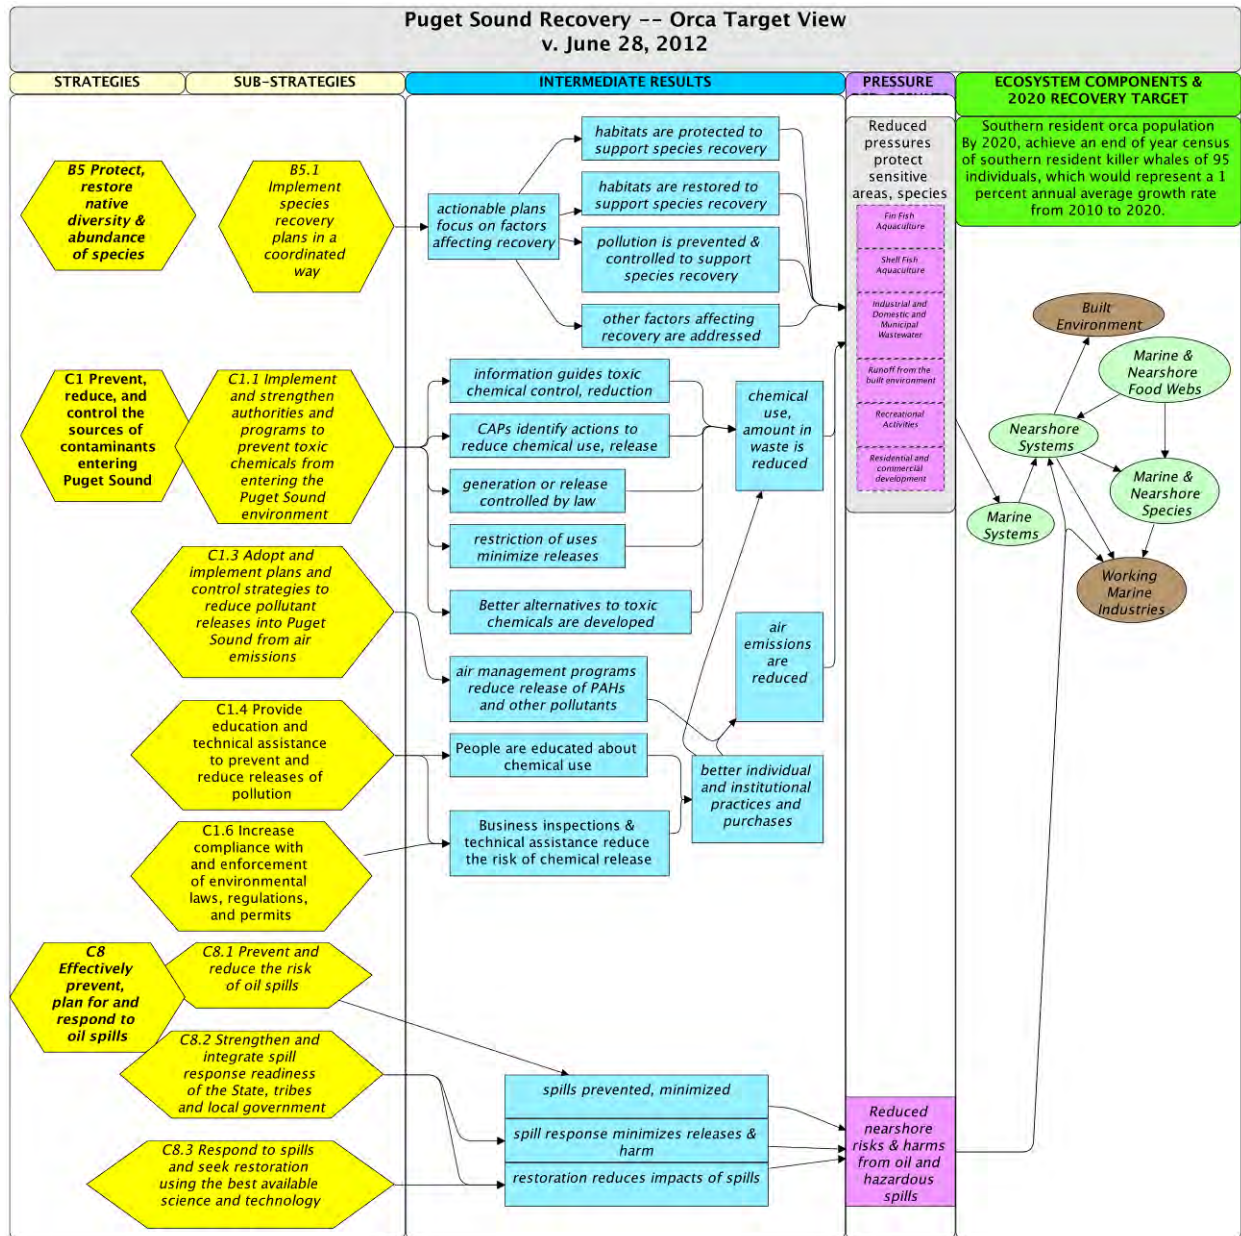 Puget Sound Recovery -- Orca Target View
v. June 28, 2012
STRATEGIES
SUB-STRATEGIES
INTERMEDIATE RESULTS
PRESSURE
ECOSYSTEM COMPONENTS &
2020 RECOVERY TARGET
B5 Protect,
restore
native
diversity &
abundance
of species
B5.1
Implement
species
recovery
plans in a
coordinated
way
actionable plans
focus on factors
affecting recovery
habitats are protected to
support species recovery
habitats are restored to
support species recovery
pollution is prevented &
controlled to support
species recovery
other factors affecting
recovery are addressed
Reduced
pressures
protect
sensitive
areas, species
Fin Fish
Aquaculture
Shell Fish
Aquaculture
Industrial and
Domestic and
Municipal
Wastewater
Runoff from the
built environment
Recreational
Activities
Residential and
commercial
development
Southern resident orca population
By 2020, achieve an end of year census
of southern resident killer whales of 95
individuals, which would represent a 1
percent annual average growth rate
from 2010 to 2020.
Built
Environment
Marine &
Nearshore
Food Webs
Nearshore
Systems
Marine &
Nearshore
Species
Marine
Systems
Working
Marine
Industries
C1 Prevent,
reduce, and
control the
sources of
contaminants
entering
Puget Sound
C1.1 Implement
and strengthen
authorities and
programs to
prevent toxic
chemicals from
entering the
Puget Sound
environment
information guides toxic
chemical control, reduction
CAPs identify actions to
reduce chemical use, release
generation or release
controlled by law
restriction of uses
minimize releases
Better alternatives to toxic
chemicals are developed
chemical
use,
amount in
waste is
reduced
C1.3 Adopt and
implement plans and
control strategies to
reduce pollutant
releases into Puget
Sound from air
emissions
air management programs
reduce release of PAHs
and other pollutants
air
emissions
are
reduced
C1.4 Provide
education and
technical assistance
to prevent and
reduce releases of
pollution
People are educated about
chemical use
better individual
and institutional
practices and
purchases
C1.6 Increase
compliance with
and enforcement
of environmental
laws, regulations,
and permits
Business inspections &
technical assistance reduce
the risk of chemical release
C8
Effectively
prevent,
plan for and
respond to
oil spills
C8.1 Prevent and
reduce the risk
of oil spills
C8.2 Strengthen and
integrate spill
response readiness
of the State, tribes
and local government
C8.3 Respond to spills
and seek restoration
using the best available
science and technology
spills prevented, minimized
spill response minimizes releases &
harm
restoration reduces impacts of spills
Reduced
nearshore
risks & harms
from oil and
hazardous
spills